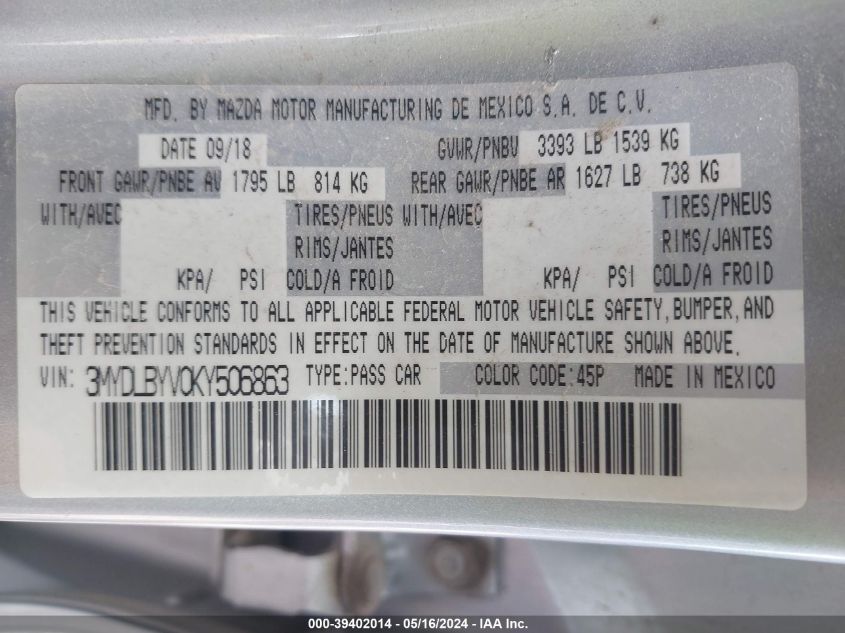 MFD. BY MAZDA MOTOR MANUFACTURING DE MEXICO S.A. DE C.V.
DATE 09/18 GVWR/PNBV 3393 LB 1539 KG
FRONT GAWR/PNBE AV 1795 LB 814 KG REAR GAWR/PNBE AR 1627 LB 738 KG
WITH/AVEC TIRES/PNEUS WITH/AVEC TIRES/PNEUS
RIMS/JANTES RIMS/JANTES
KPA/ PSI COLD/A FROID KPA/ PSI COLD/A FROID
THIS VEHICLE CONFORMS TO ALL APPLICABLE FEDERAL MOTOR VEHICLE SAFETY, BUMPER, AND
THEFT PREVENTION STANDARDS IN EFFECT ON THE DATE OF MANUFACTURE SHOWN ABOVE.
VIN: 3MYDLBYV0KY506863 TYPE:PASS CAR COLOR CODE:45P MADE IN MEXICO
000-39402014 - 05/16/2024 - IAA Inc.